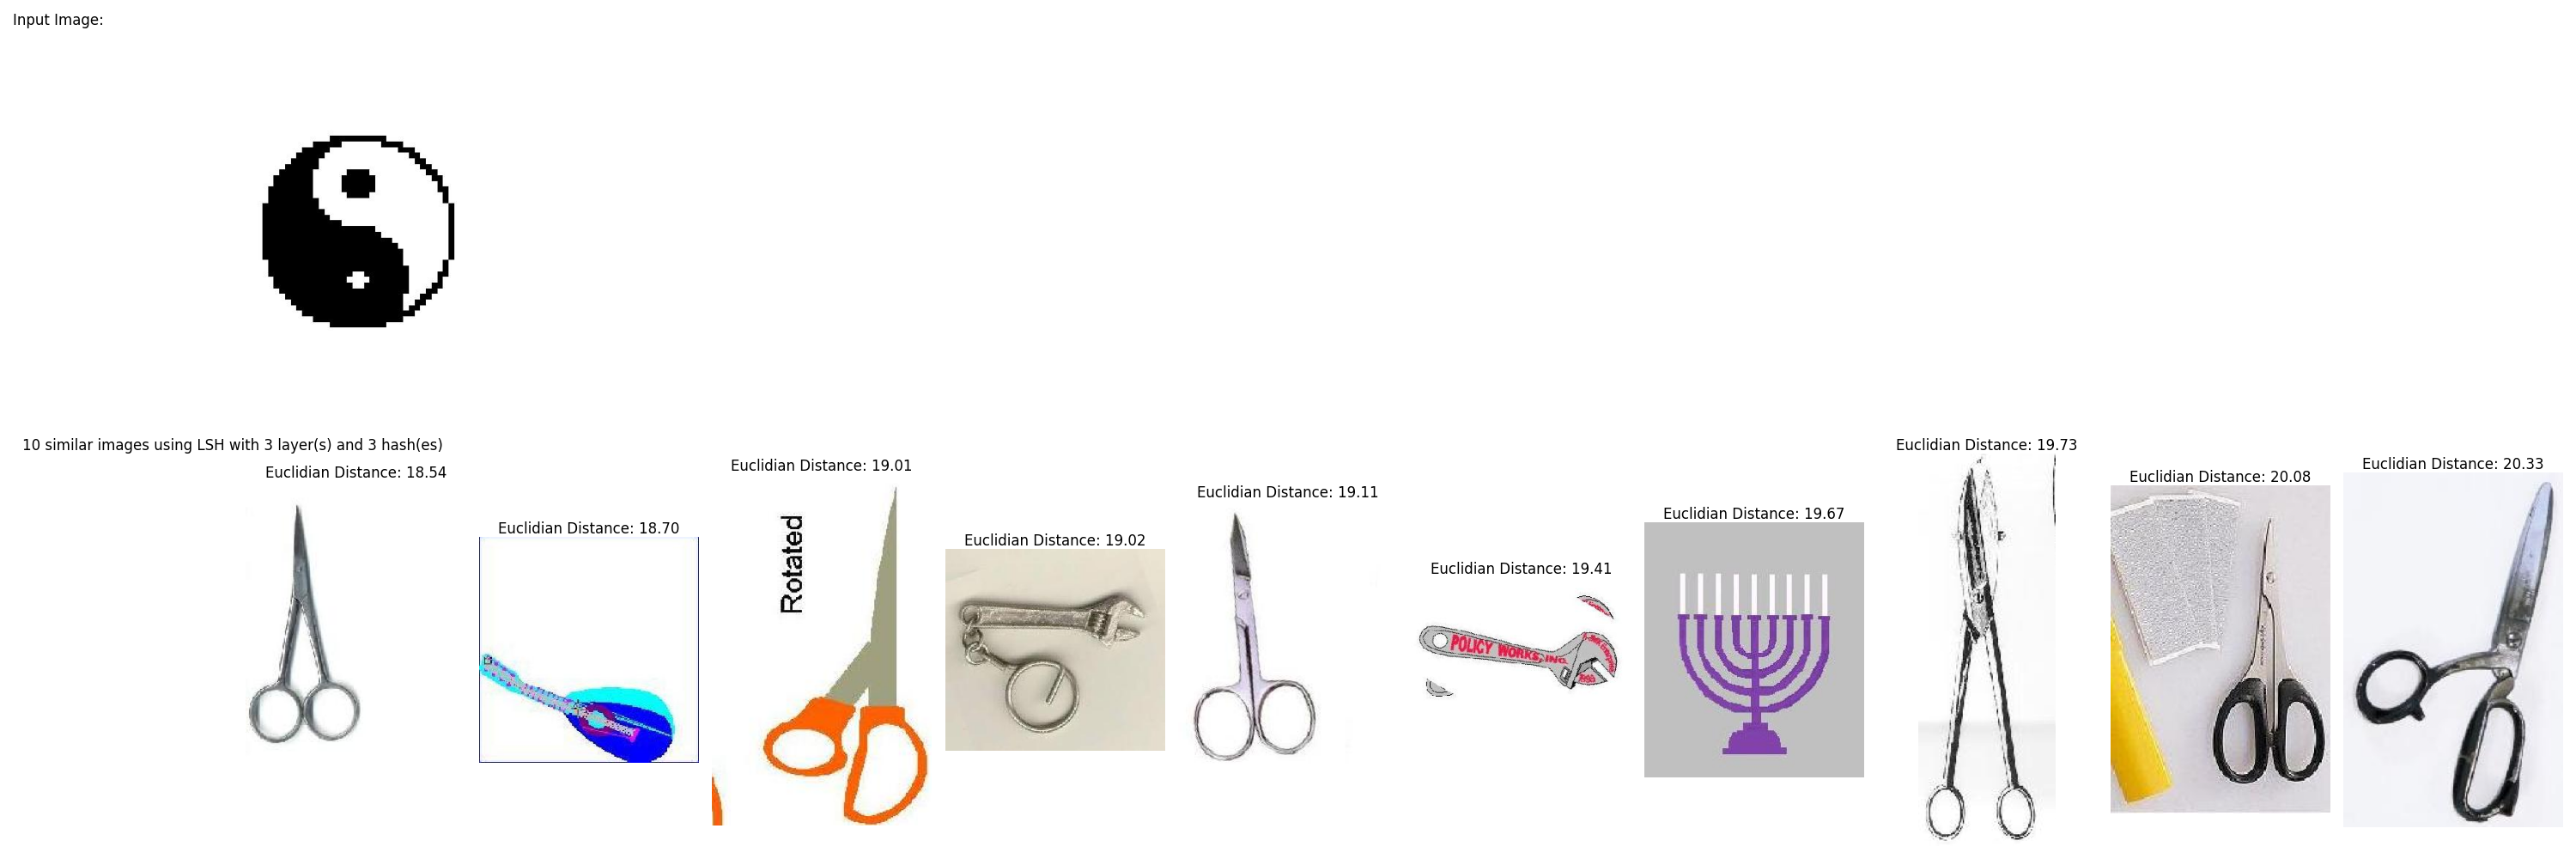 Input Image:
10 similar images using LSH with 3 layer(s) and 3 hash(es)
Euclidian Distance: 18.54
Euclidian Distance: 18.70
Euclidian Distance: 19.01
Rotated
Euclidian Distance: 19.02
Euclidian Distance: 19.11
Euclidian Distance: 19.41
POLICY WORKS, INC.
Euclidian Distance: 19.67
Euclidian Distance: 19.73
Euclidian Distance: 20.08
Euclidian Distance: 20.33